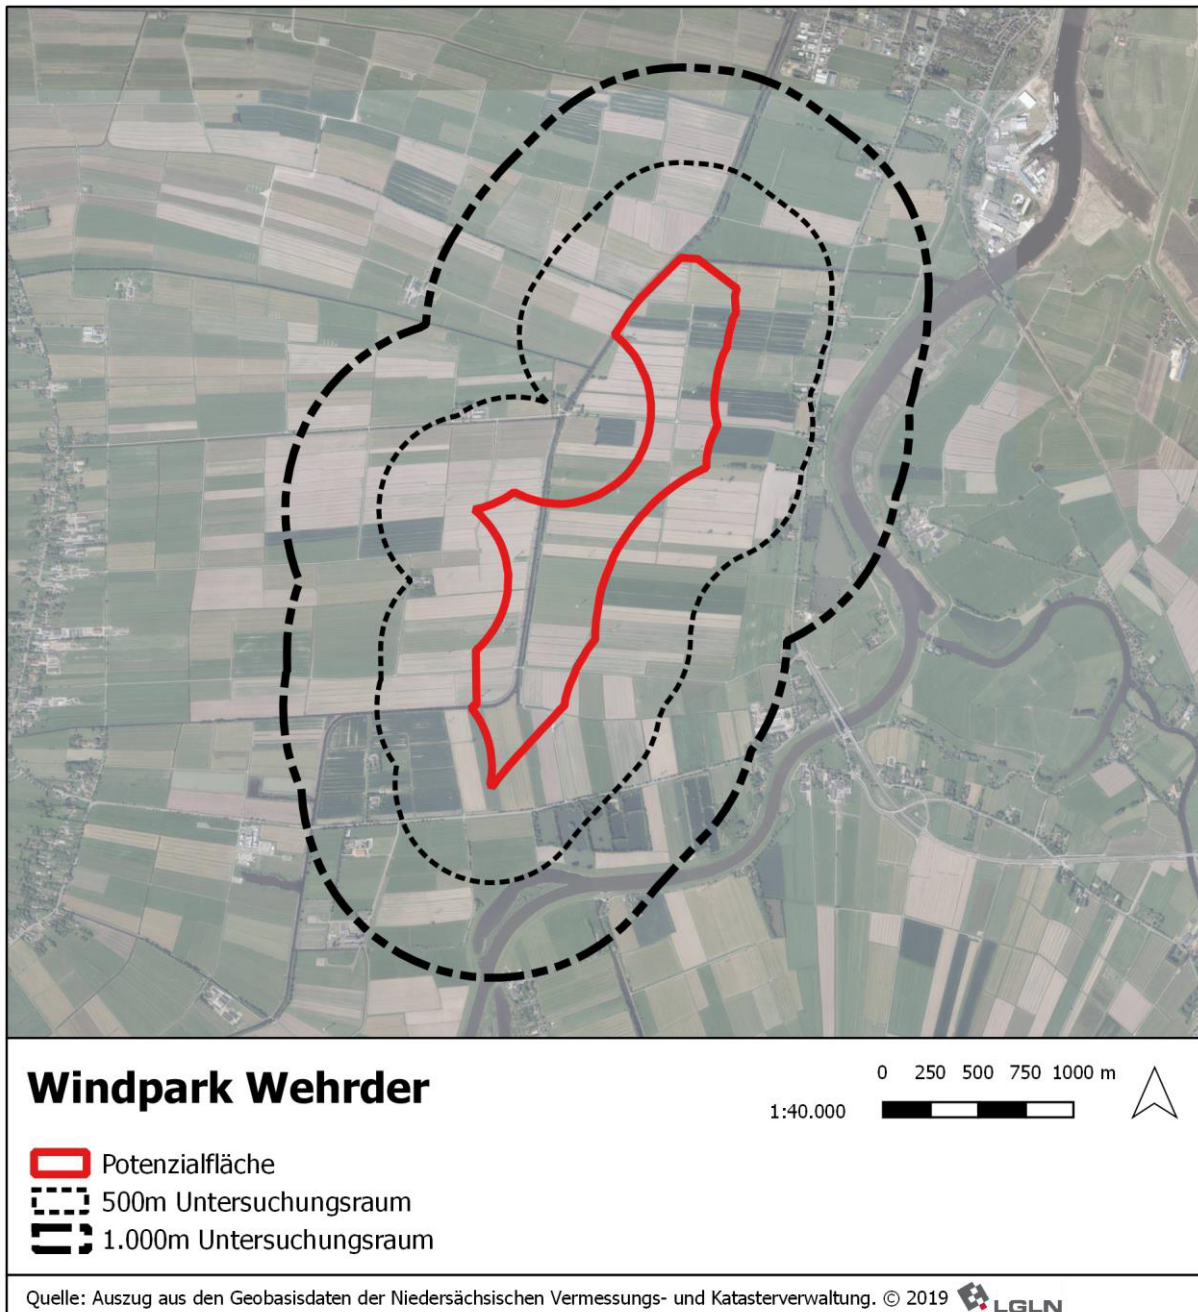 Windpark Wehrder
0 250 500 750 1000 m
1:40.000
Potenzialfläche
500m Untersuchungsraum
1.000m Untersuchungsraum
Quelle: Auszug aus den Geobasisdaten der Niedersächsischen Vermessungs- und Katasterverwaltung. © 2019 LGLN